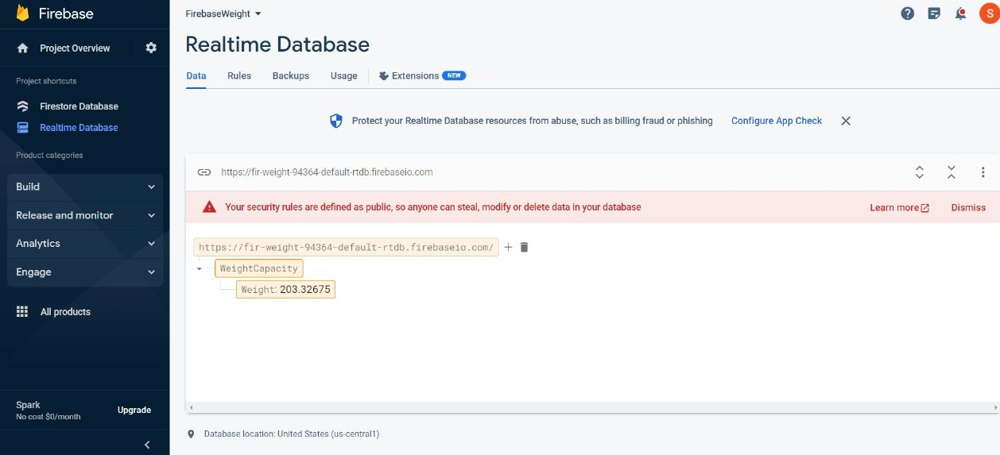 Firebase
FirebaseWeight
S
Project Overview
Realtime Database
Data Rules Backups Usage Extensions NEW
Project shortcuts
Firestore Database
Realtime Database
Protect your Realtime Database resources from abuse, such as billing fraud or phishing Configure App Check
Product categories
Build
Release and monitor
Analytics
Engage
All products
https://fir-weight-94364-default-rtdb.firebaseio.com
Your security rules are defined as public, so anyone can steal, modify or delete data in your database Learn more Dismiss
https://fir-weight-94364-default-rtdb.firebaseio.com/
WeightCapacity
Weight: 203.32675
Spark
No cost $0/month
Upgrade
Database location: United States (us-central1)